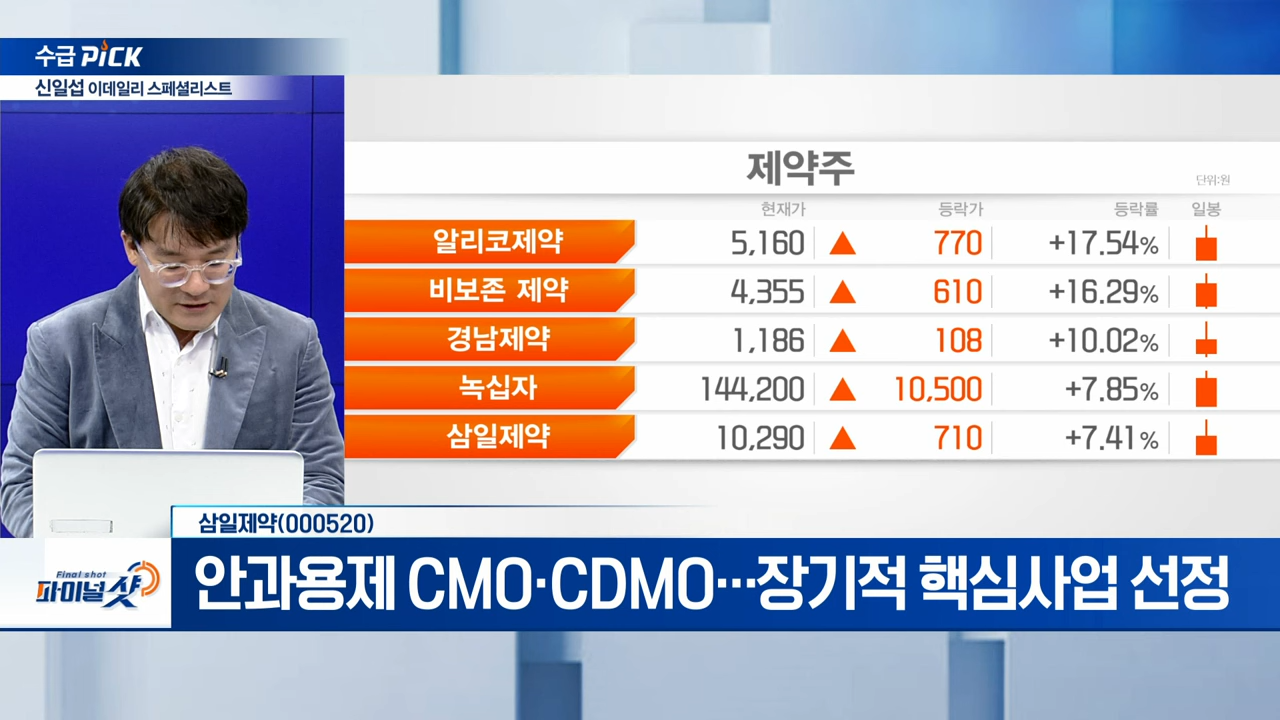 수급 PiCK
신일섭 이데일리 스페셜리스트
제약주
단위:원
현재가 등락가 등락률 일봉
알리코제약 5,160 ▲ 770 +17.54%
비보존 제약 4,355 ▲ 610 +16.29%
경남제약 1,186 ▲ 108 +10.02%
녹십자 144,200 ▲ 10,500 +7.85%
삼일제약 10,290 ▲ 710 +7.41%
삼일제약(000520)
Final shot
파이널샷
안과용제 CMO·CDMO…장기적 핵심사업 선정